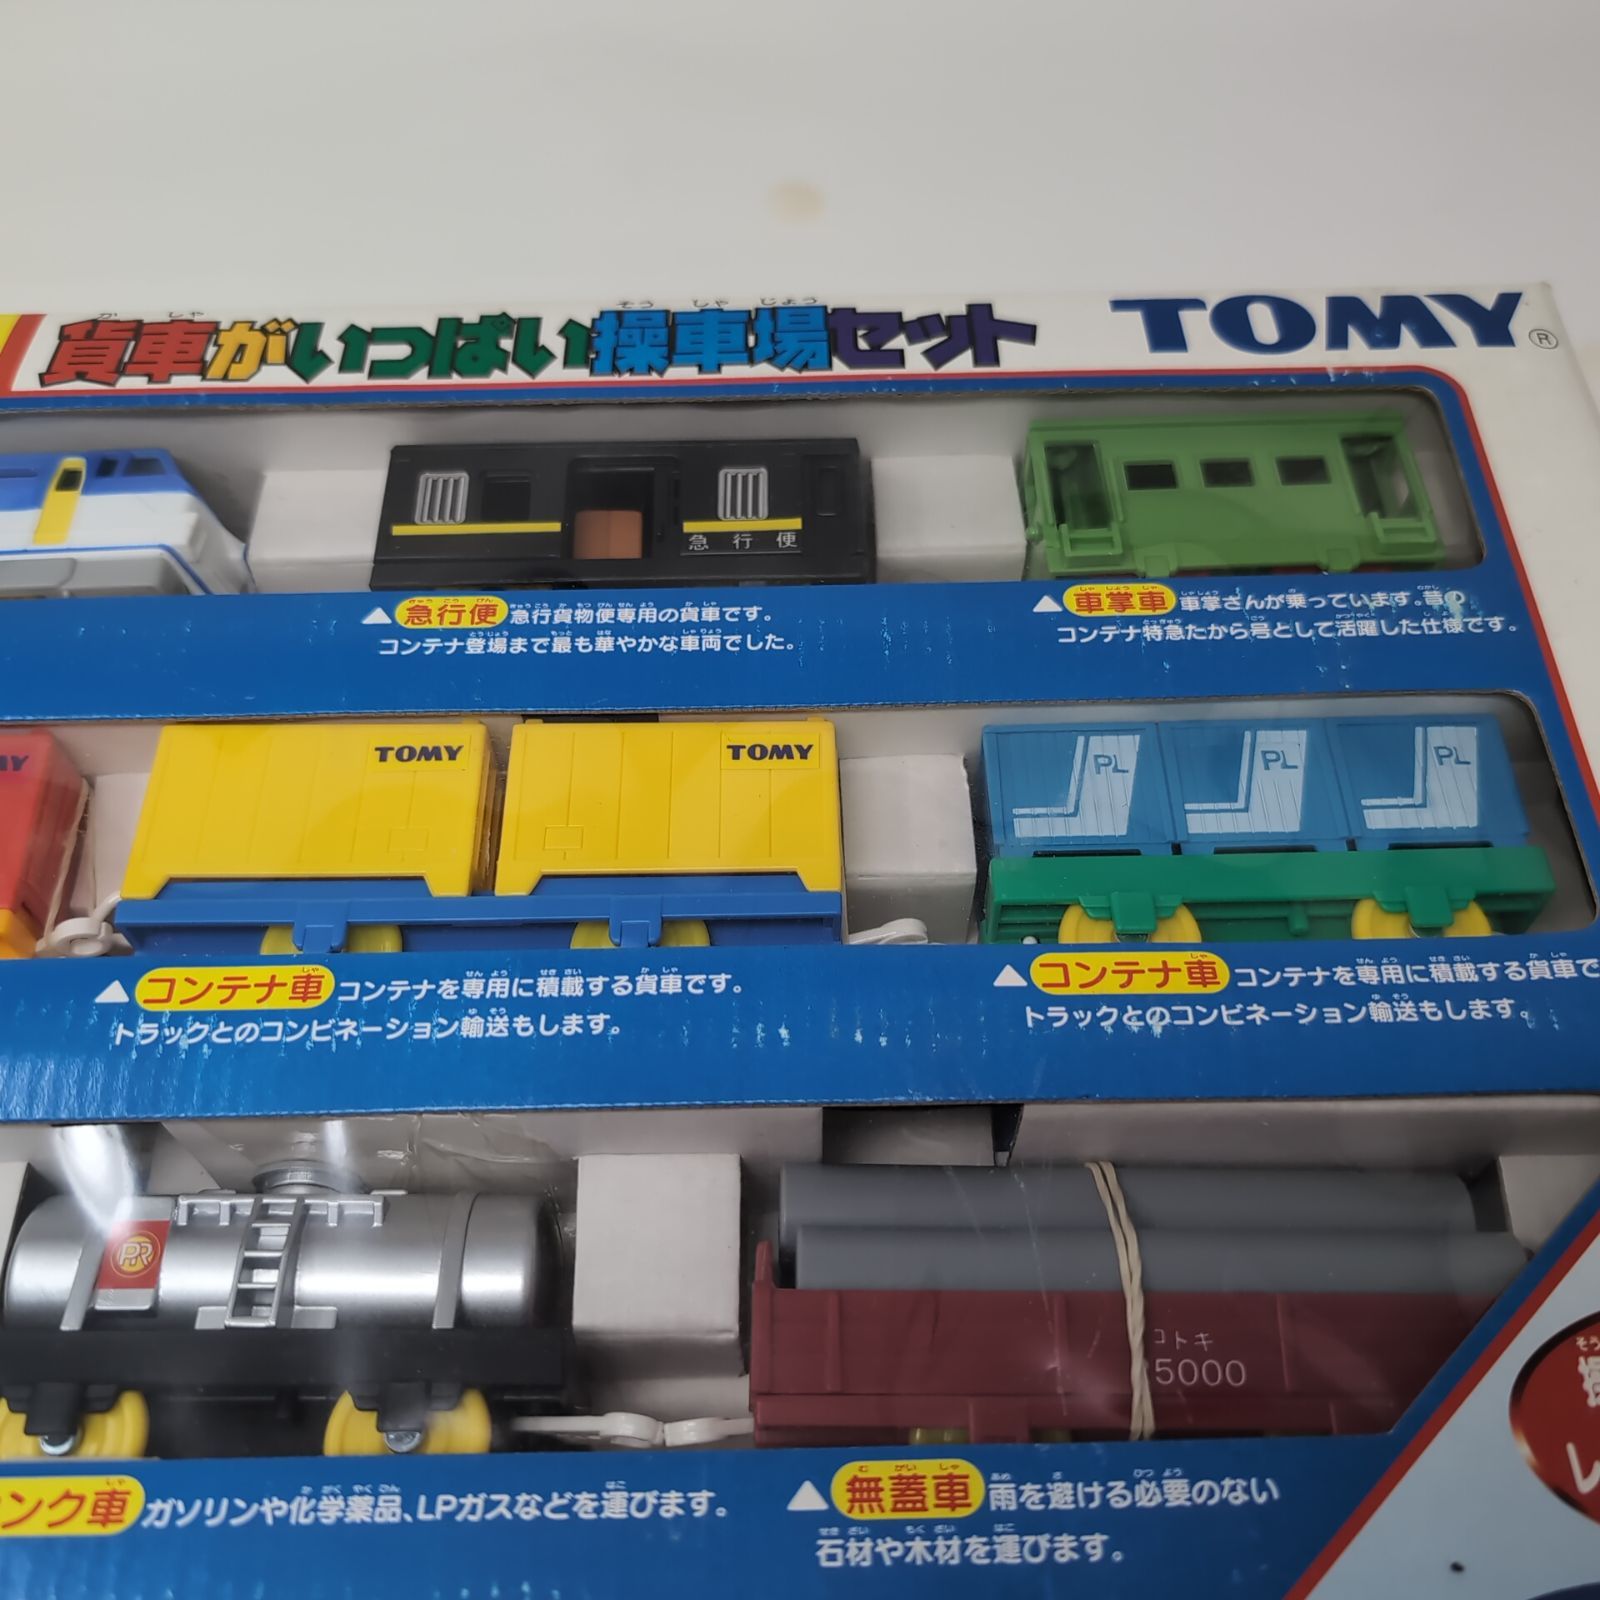 貨車がいっぱい操車場セット
TOMY®
急行便
急行便 急行貨物便専用の貨車です。
コンテナ登場まで最も華やかな車両でした。
車掌車 車掌さんが乗っています。昔の
コンテナ特急たから号として活躍した仕様です。
TOMY
TOMY
PL
PL
PL
コンテナ車 コンテナを専用に積載する貨車です。
トラックとのコンビネーション輸送もします。
コンテナ車 コンテナを専用に積載する貨車で
トラックとのコンビネーション輸送もします。
PR
コトキ
5000
ンク車 ガソリンや化学薬品、LPガスなどを運びます。
無蓋車 雨を避ける必要のない
石材や木材を運びます。